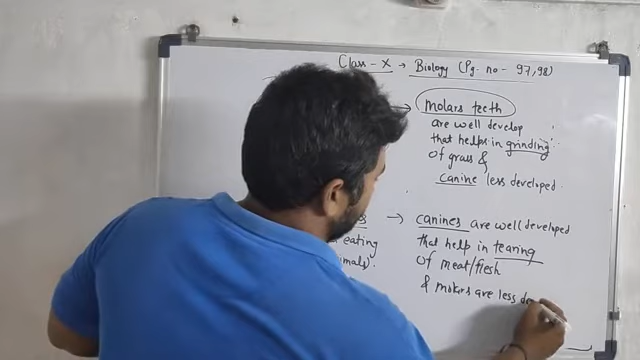 Class-X → Biology (Pg-no- 97,98)
→ molars teeth
are well develop
that helps in grinding
of grass &
canine less developed.
→ canines are well developed
eating
that help in tearing
of meat/flesh
& molars are less de